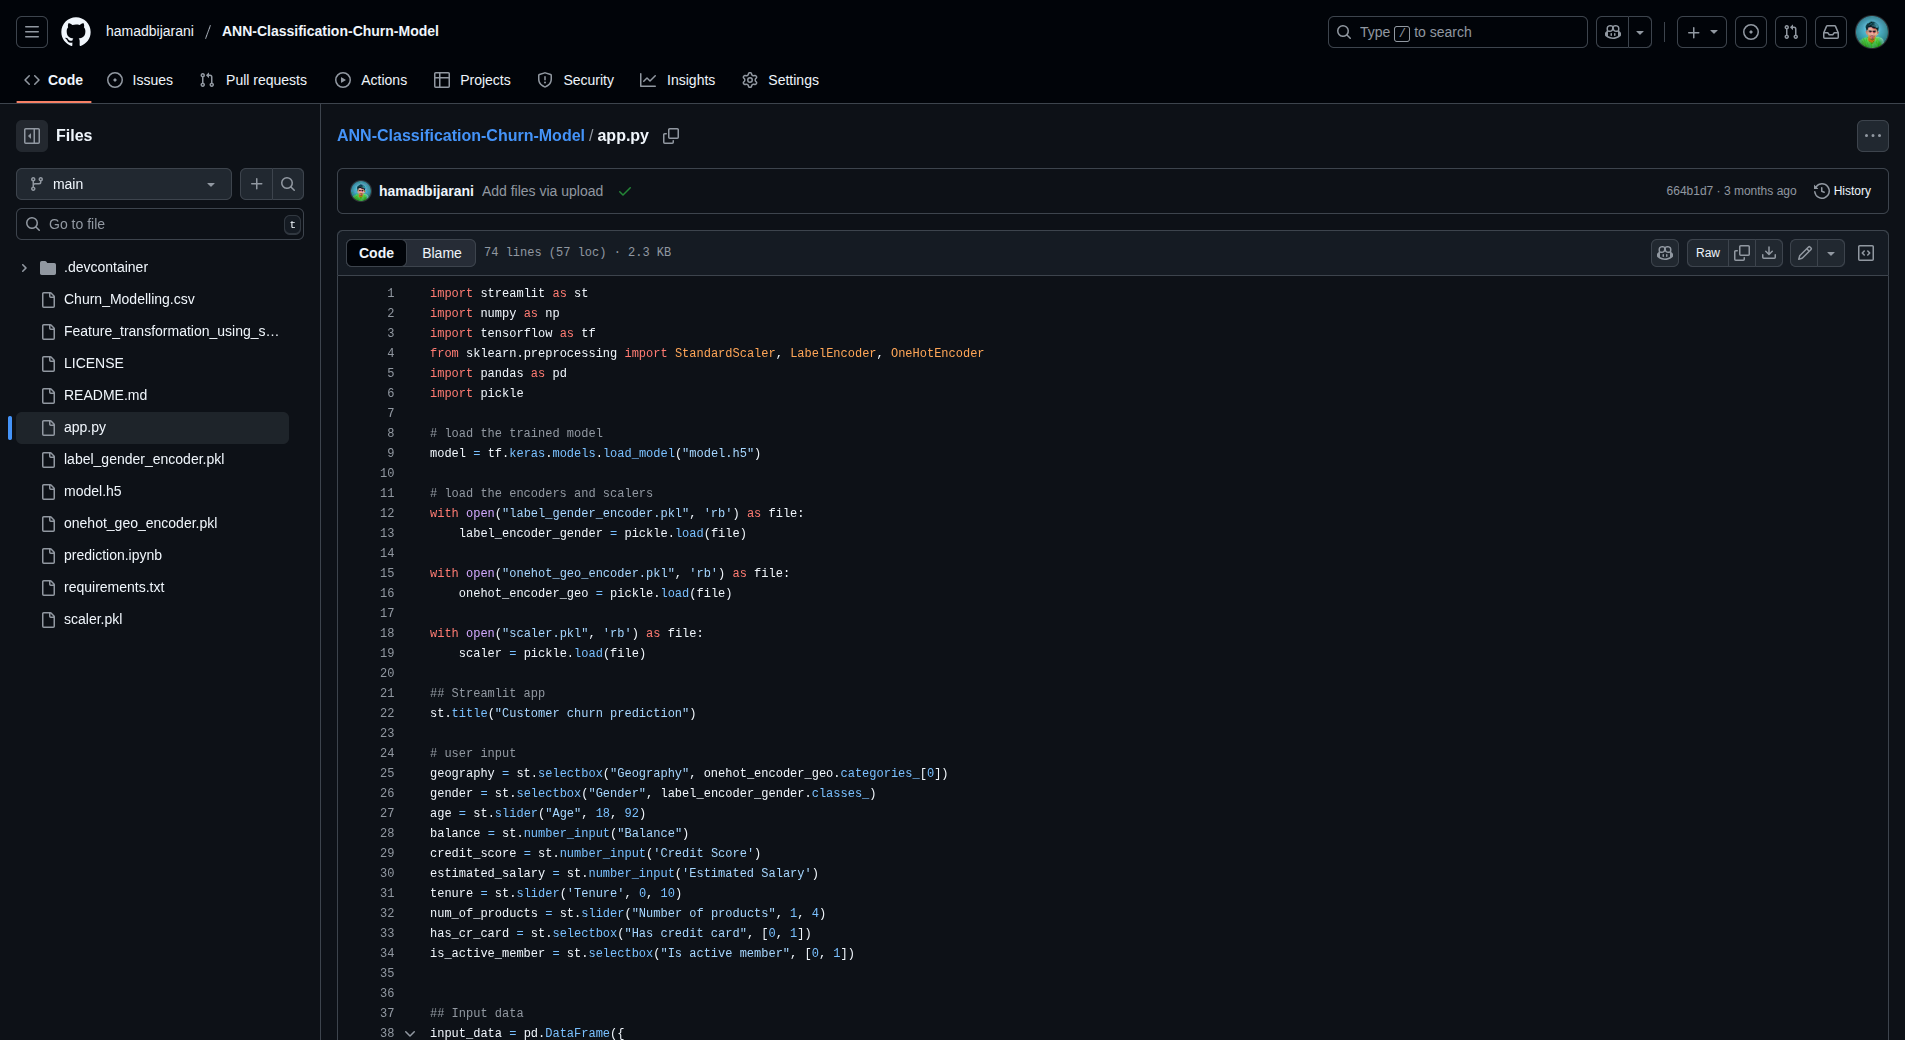 hamadbijarani / ANN-Classification-Churn-Model
Type / to search
Code Issues Pull requests Actions Projects Security Insights Settings
Files
main
Go to file t
.devcontainer
Churn_Modelling.csv
Feature_transformation_using_s…
LICENSE
README.md
app.py
label_gender_encoder.pkl
model.h5
onehot_geo_encoder.pkl
prediction.ipynb
requirements.txt
scaler.pkl
ANN-Classification-Churn-Model / app.py
hamadbijarani Add files via upload 664b1d7 · 3 months ago History
Code Blame 74 lines (57 loc) · 2.3 KB Raw
1 import streamlit as st
2 import numpy as np
3 import tensorflow as tf
4 from sklearn.preprocessing import StandardScaler, LabelEncoder, OneHotEncoder
5 import pandas as pd
6 import pickle
7
8 # load the trained model
9 model = tf.keras.models.load_model("model.h5")
10
11 # load the encoders and scalers
12 with open("label_gender_encoder.pkl", 'rb') as file:
13     label_encoder_gender = pickle.load(file)
14
15 with open("onehot_geo_encoder.pkl", 'rb') as file:
16     onehot_encoder_geo = pickle.load(file)
17
18 with open("scaler.pkl", 'rb') as file:
19     scaler = pickle.load(file)
20
21 ## Streamlit app
22 st.title("Customer churn prediction")
23
24 # user input
25 geography = st.selectbox("Geography", onehot_encoder_geo.categories_[0])
26 gender = st.selectbox("Gender", label_encoder_gender.classes_)
27 age = st.slider("Age", 18, 92)
28 balance = st.number_input("Balance")
29 credit_score = st.number_input('Credit Score')
30 estimated_salary = st.number_input('Estimated Salary')
31 tenure = st.slider('Tenure', 0, 10)
32 num_of_products = st.slider("Number of products", 1, 4)
33 has_cr_card = st.selectbox("Has credit card", [0, 1])
34 is_active_member = st.selectbox("Is active member", [0, 1])
35
36
37 ## Input data
38 input_data = pd.DataFrame({